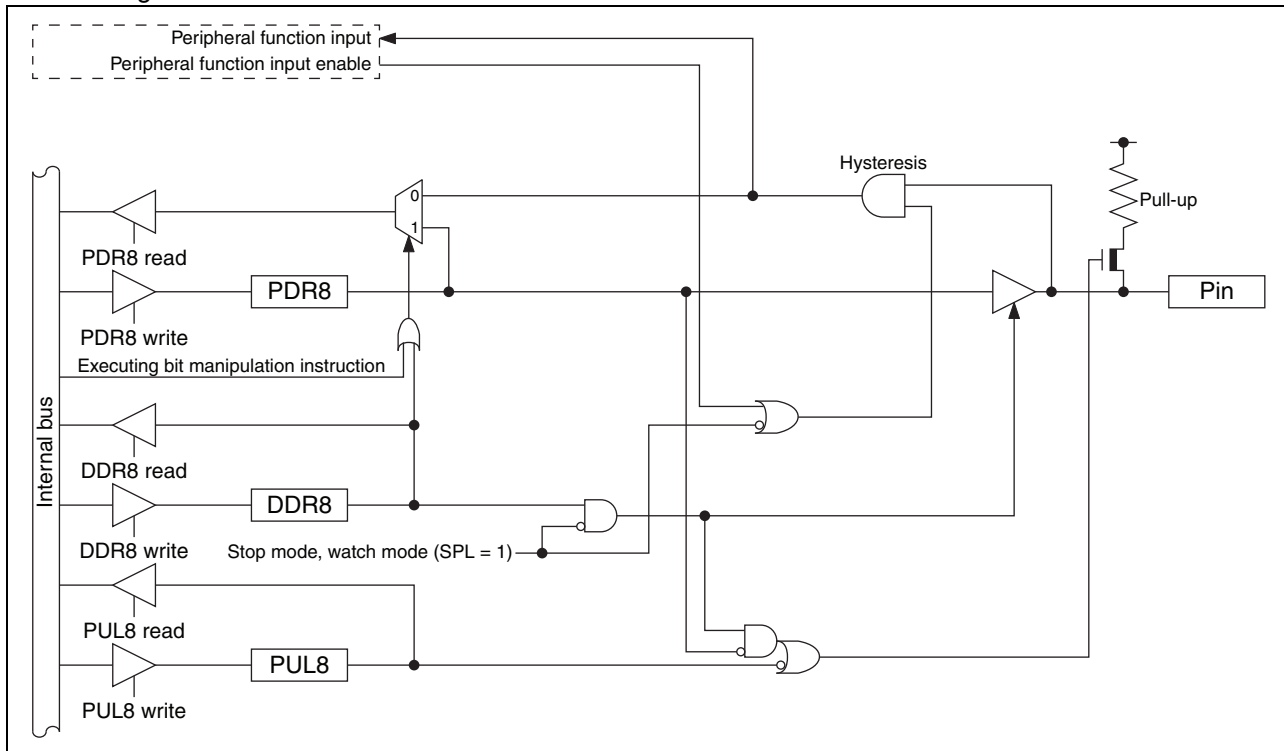 Peripheral function input
Peripheral function input enable
Hysteresis
0
Pull-up
1
PDR8 read
PDR8
Pin
PDR8 write
Executing bit manipulation instruction
Internal bus
DDR8 read
DDR8
DDR8 write
Stop mode, watch mode (SPL = 1)
PUL8 read
PUL8
PUL8 write